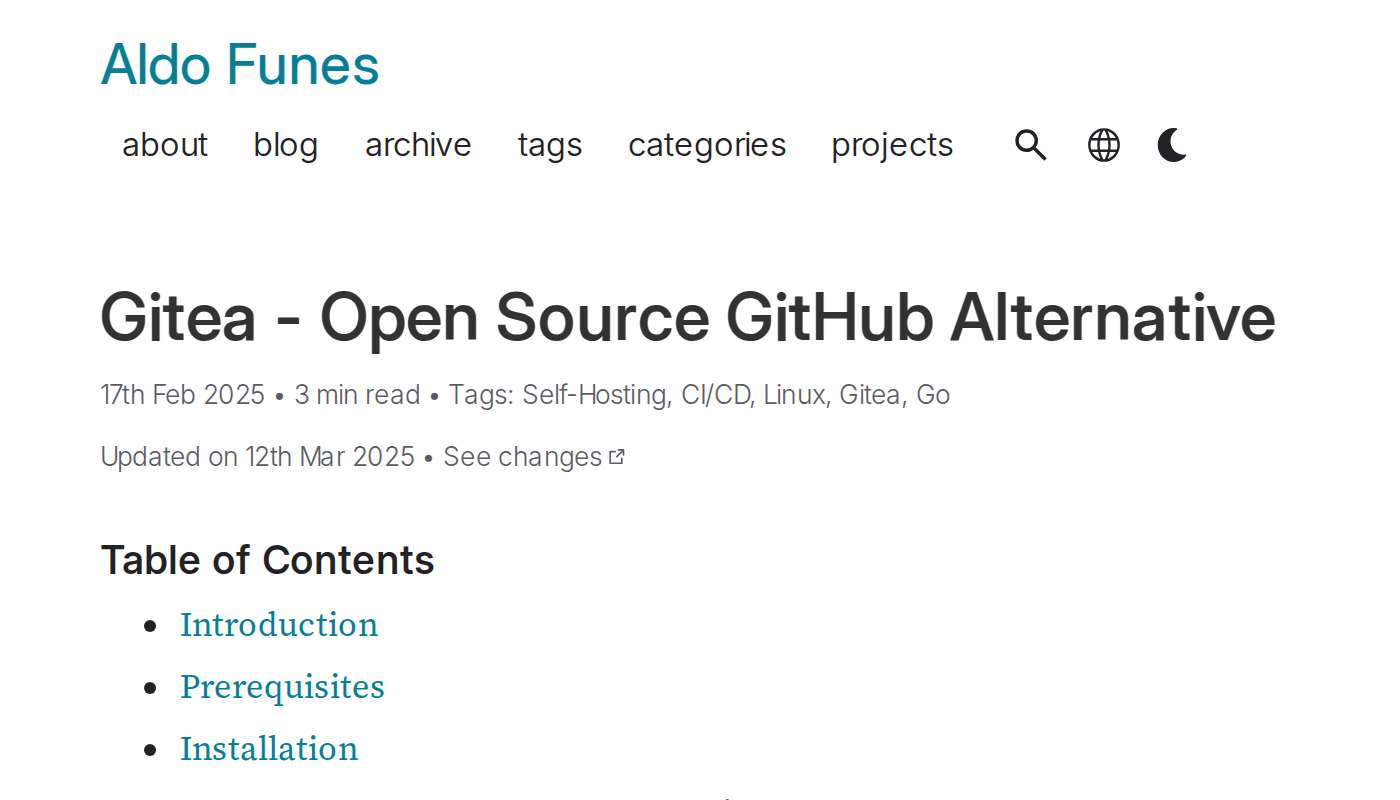 Aldo Funes
about blog archive tags categories projects
Gitea - Open Source GitHub Alternative
17th Feb 2025 • 3 min read • Tags: Self-Hosting, CI/CD, Linux, Gitea, Go
Updated on 12th Mar 2025 • See changes
Table of Contents
• Introduction
• Prerequisites
• Installation